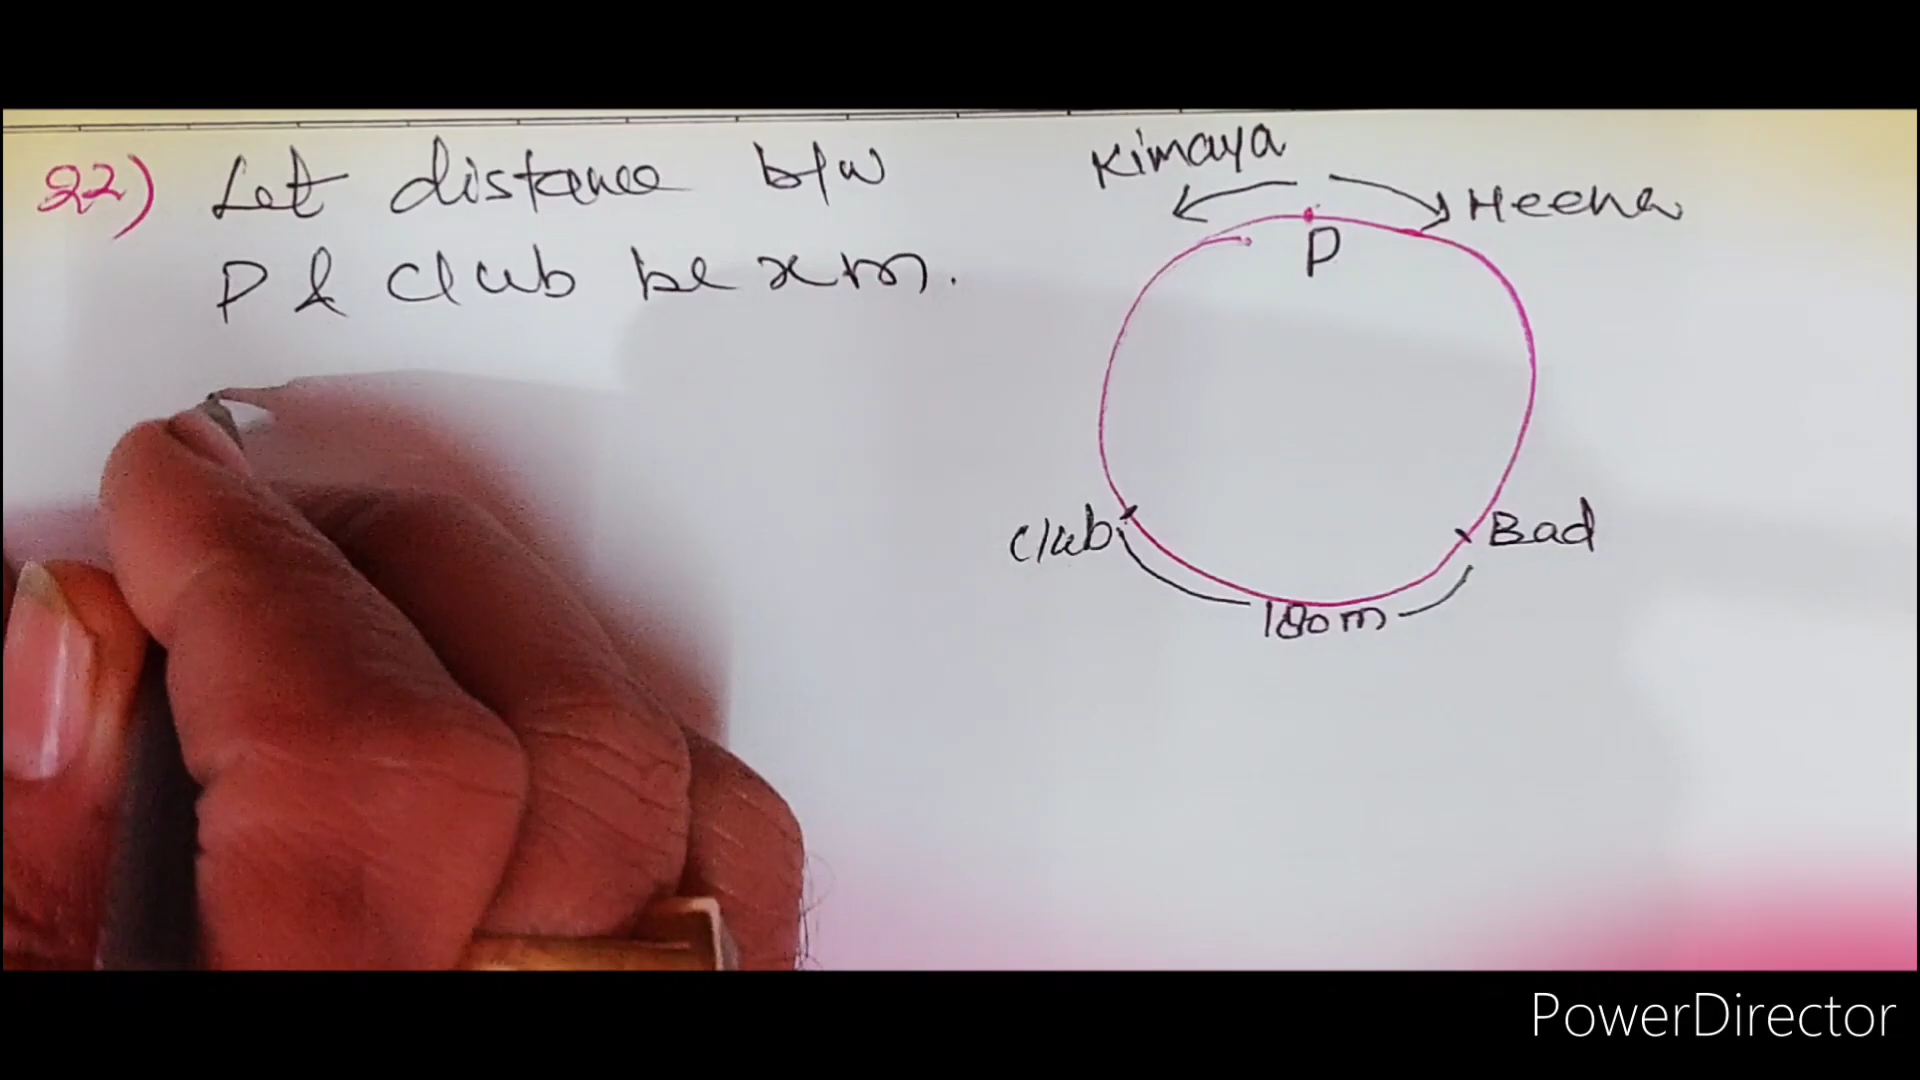 22) Let distance b/w
P & Club be x m.
Kimaya
Heena
P
Club
Bad
180m
PowerDirector